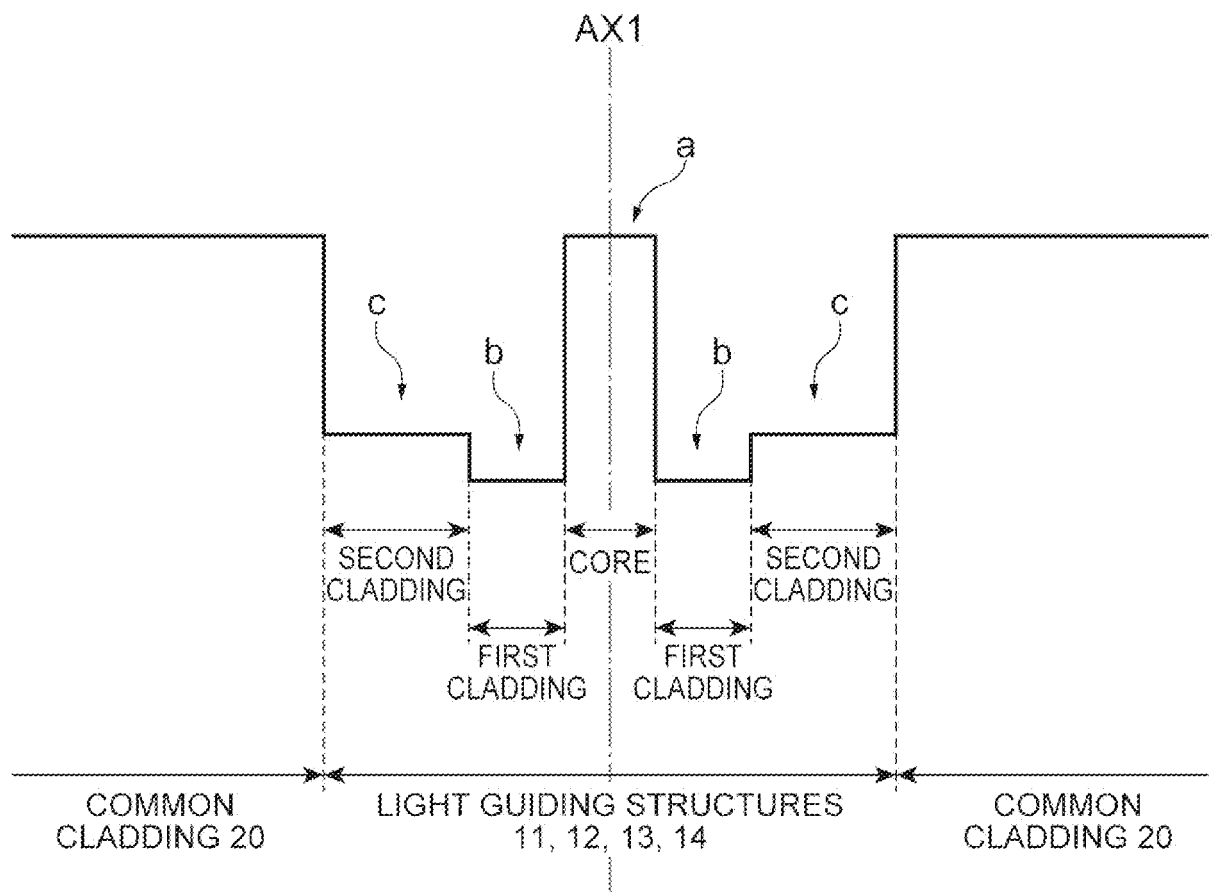 AX1
a
c
b
b
c
SECOND
CLADDING
CORE
SECOND
CLADDING
FIRST
CLADDING
FIRST
CLADDING
COMMON
CLADDING 20
LIGHT GUIDING STRUCTURES
11, 12, 13, 14
COMMON
CLADDING 20